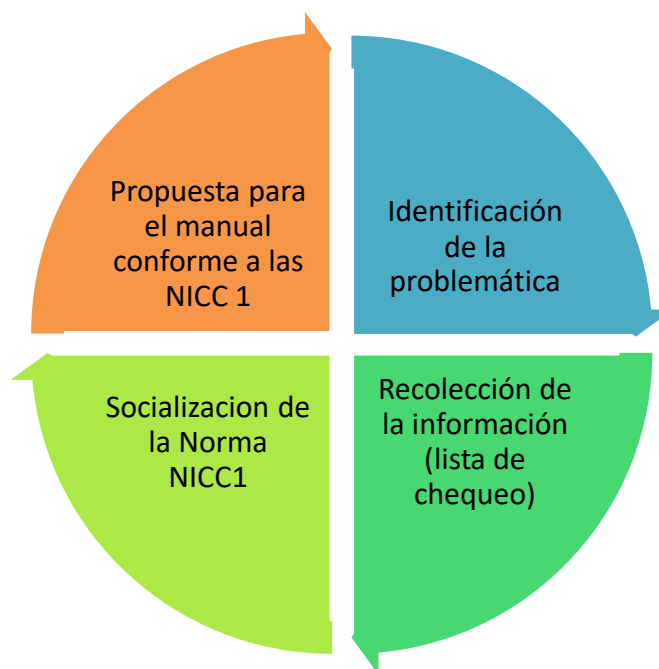 Propuesta para
el manual
conforme a las
NICC 1
Identificación
de la
problemática
Socializacion de
la Norma
NICC1
Recolección de
la información
(lista de
chequeo)